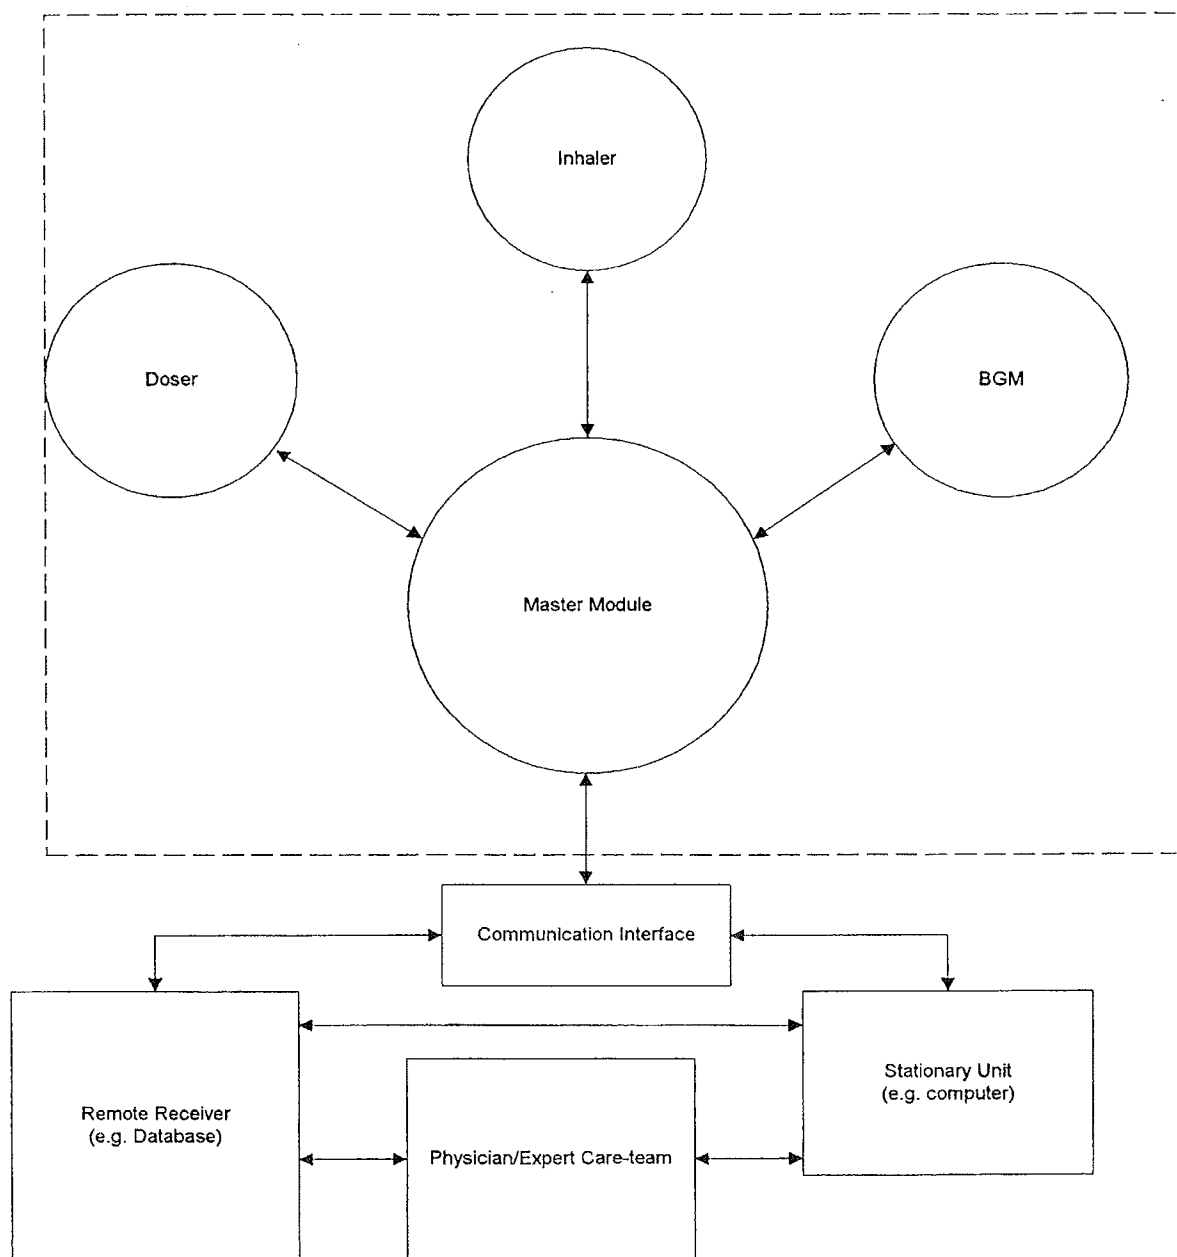 Inhaler
Doser
BGM
Master Module
Communication Interface
Stationary Unit
(e.g. computer)
Remote Receiver
(e.g. Database)
Physician/Expert Care-team